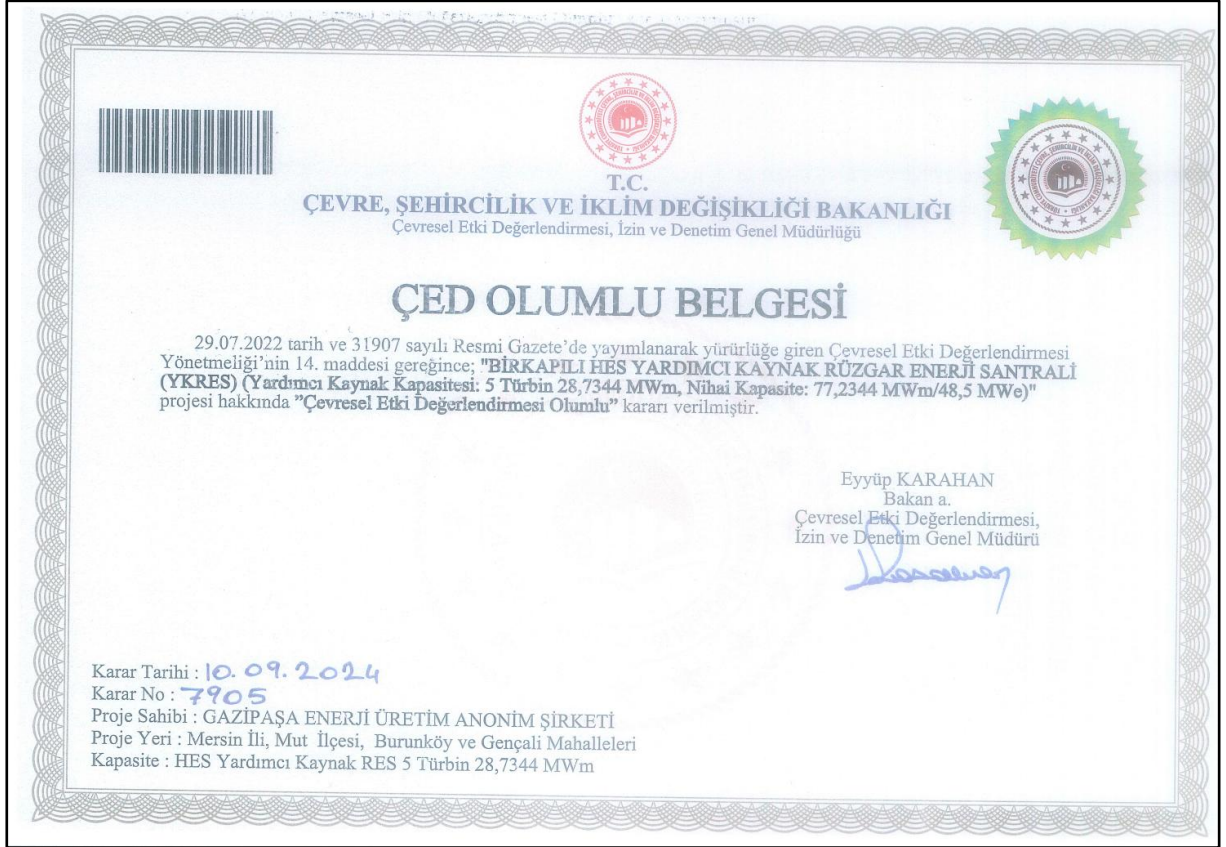 T.C.
ÇEVRE, ŞEHİRCİLİK VE İKLİM DEĞİŞİKLİĞİ BAKANLIĞI
Çevresel Etki Değerlendirmesi, İzin ve Denetim Genel Müdürlüğü
ÇED OLUMLU BELGESİ
29.07.2022 tarih ve 31907 sayılı Resmi Gazete’de yayımlanarak yürürlüğe giren Çevresel Etki Değerlendirmesi
Yönetmeliği’nin 14. maddesi gereğince; "BİRKAPILI HES YARDIMCI KAYNAK RÜZGAR ENERJİ SANTRALİ
(YKRES) (Yardımcı Kaynak Kapasitesi: 5 Türbin 28,7344 MWm, Nihai Kapasite: 77,2344 MWm/48,5 MWe)"
projesi hakkında ”Çevresel Etki Değerlendirmesi Olumlu” kararı verilmiştir.
Eyyüp KARAHAN
Bakan a.
Çevresel Etki Değerlendirmesi,
İzin ve Denetim Genel Müdürü
Karar Tarihi : 10.09.2024
Karar No : 7905
Proje Sahibi : GAZİPAŞA ENERJİ ÜRETİM ANONİM ŞİRKETİ
Proje Yeri : Mersin İli, Mut İlçesi, Burunköy ve Gençali Mahalleleri
Kapasite : HES Yardımcı Kaynak RES 5 Türbin 28,7344 MWm